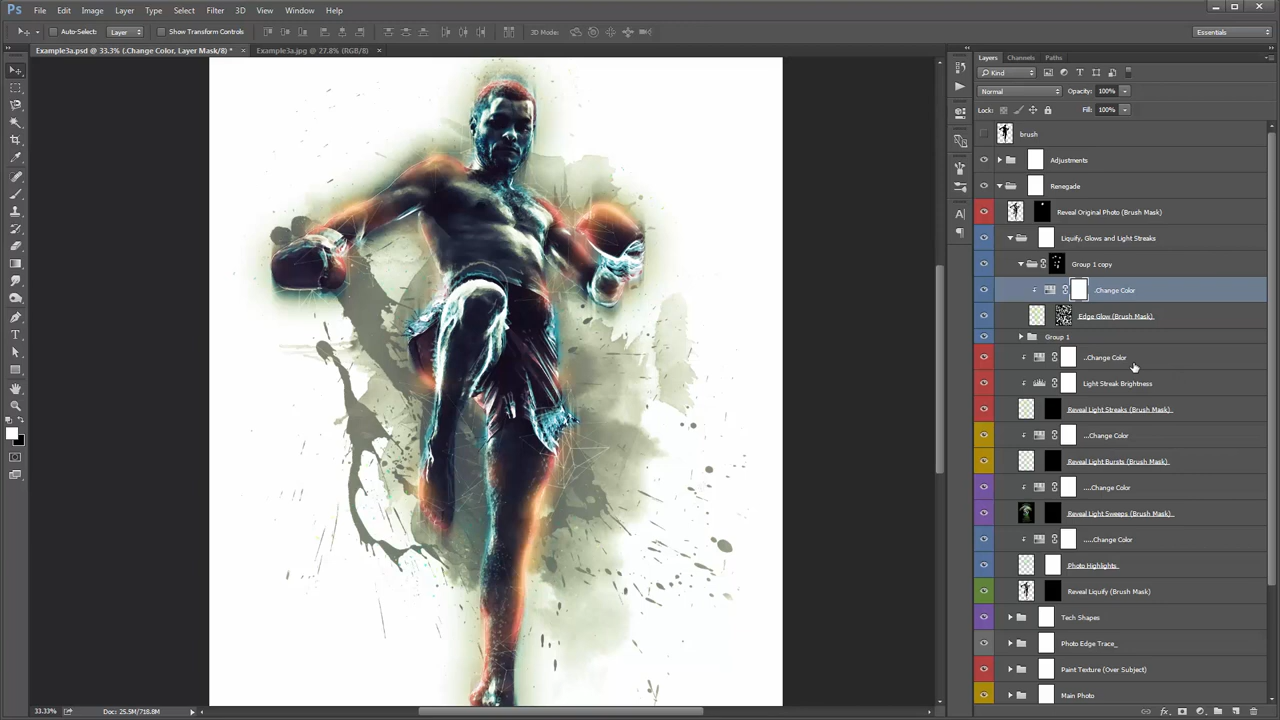 Ps File Edit Image Layer Type Select Filter 3D View Window Help
Auto-Select: Layer Show Transform Controls 3D Mode: Essentials
Example3a.psd @ 33.3% (.Change Color, Layer Mask/8) * × Example3a.jpg @ 27.8% (RGB/8) ×
Layers Channels Paths
Kind
Normal Opacity: 100%
Lock: Fill: 100%
brush
Adjustments
Renegade
Reveal Original Photo (Brush Mask)
Liquify, Glows and Light Streaks
Group 1 copy
.Change Color
Edge Glow (Brush Mask)
Group 1
..Change Color
Light Streak Brightness
Reveal Light Streaks (Brush Mask)
...Change Color
Reveal Light Bursts (Brush Mask)
....Change Color
Reveal Light Sweeps (Brush Mask)
.....Change Color
Photo Highlights
Reveal Liquify (Brush Mask)
Tech Shapes
Photo Edge Trace_
Paint Texture (Over Subject)
Main Photo
33.33% Doc: 25.5M/718.8M